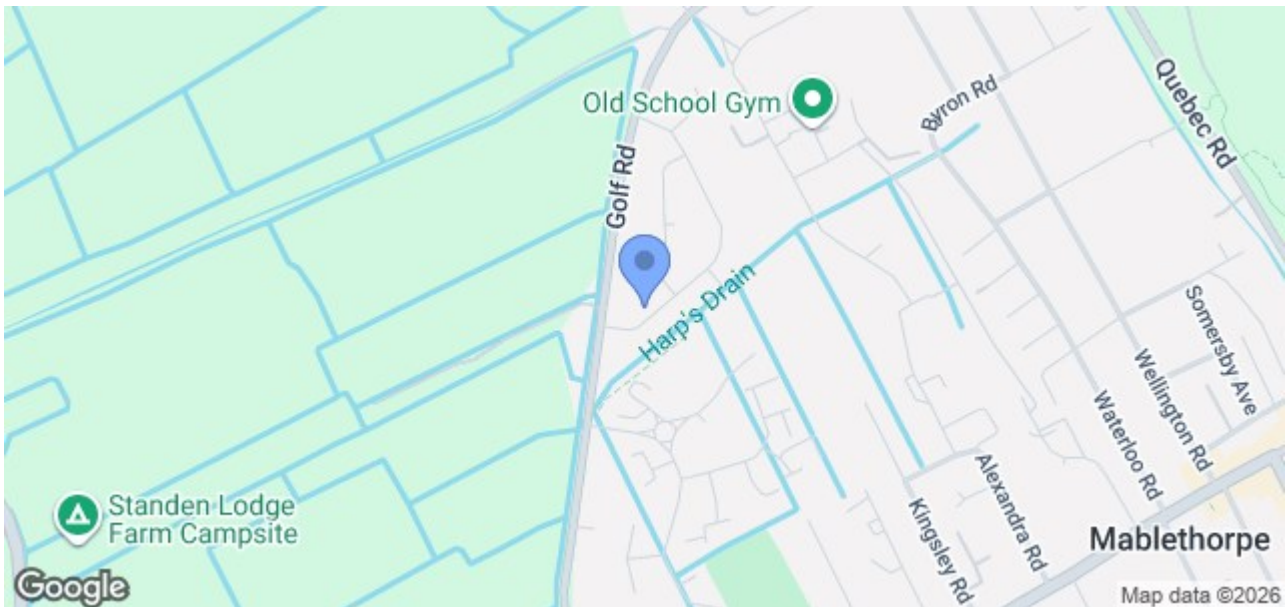 Old School Gym
Byron Rd
Quebec Rd
Golf Rd
Harp's Drain
Somersby Ave
Wellington Rd
Waterloo Rd
Alexandra Rd
Kingsley Rd
Standen Lodge
Farm Campsite
Mablethorpe
Google
Map data ©2026